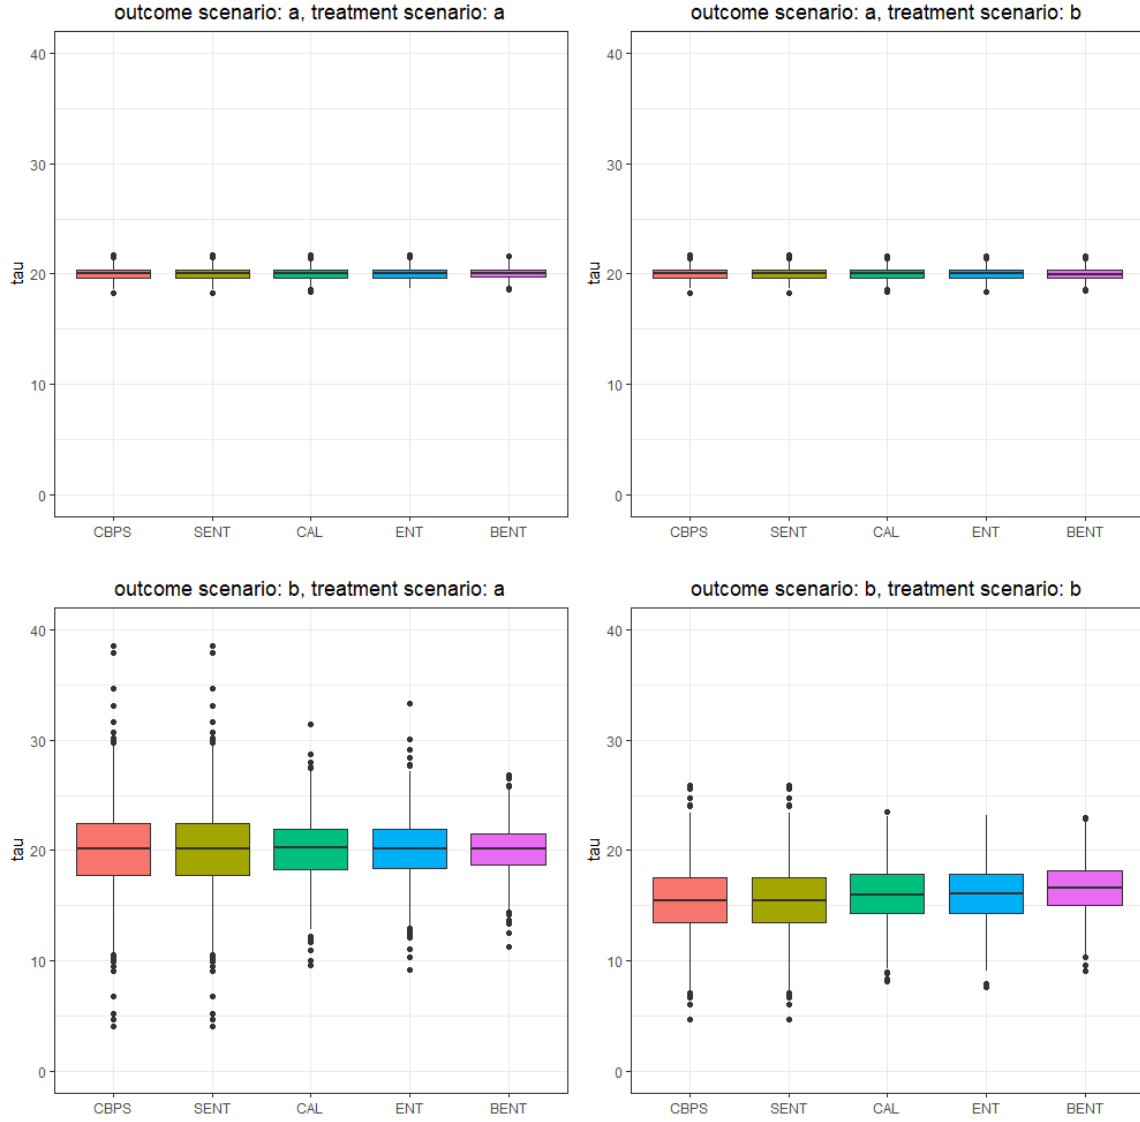 outcome scenario: a, treatment scenario: a
40
30
20
10
0
tau
CBPS SENT CAL ENT BENT
outcome scenario: a, treatment scenario: b
40
30
20
10
0
tau
CBPS SENT CAL ENT BENT
outcome scenario: b, treatment scenario: a
40
30
20
10
0
tau
CBPS SENT CAL ENT BENT
outcome scenario: b, treatment scenario: b
40
30
20
10
0
tau
CBPS SENT CAL ENT BENT